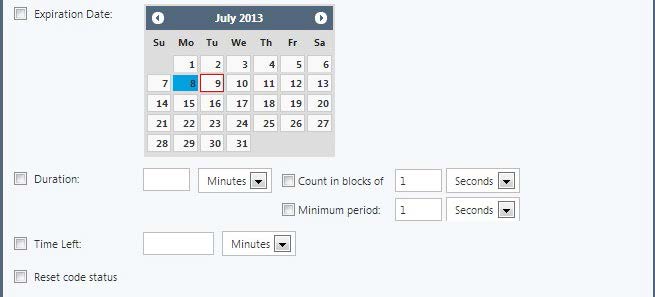 Expiration Date:
July 2013
Su Mo Tu We Th Fr Sa
1 2 3 4 5 6
7 8 9 10 11 12 13
14 15 16 17 18 19 20
21 22 23 24 25 26 27
28 29 30 31
Duration: Minutes Count in blocks of 1 Seconds
Minimum period: 1 Seconds
Time Left: Minutes
Reset code status